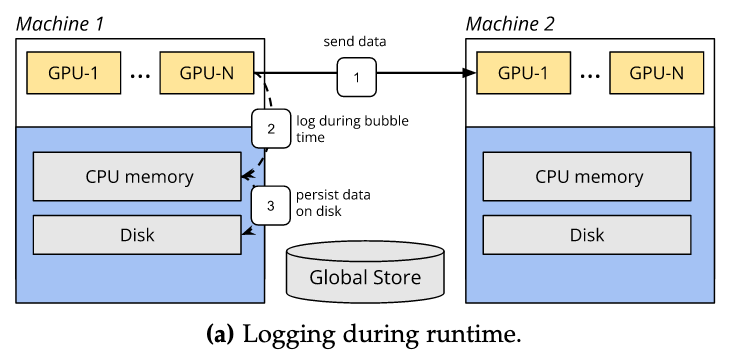 Machine 1
Machine 2
send data
GPU-1 ... GPU-N
1
GPU-1 ... GPU-N
2
log during bubble
time
CPU memory
CPU memory
3
persist data
on disk
Disk
Disk
Global Store
(a) Logging during runtime.